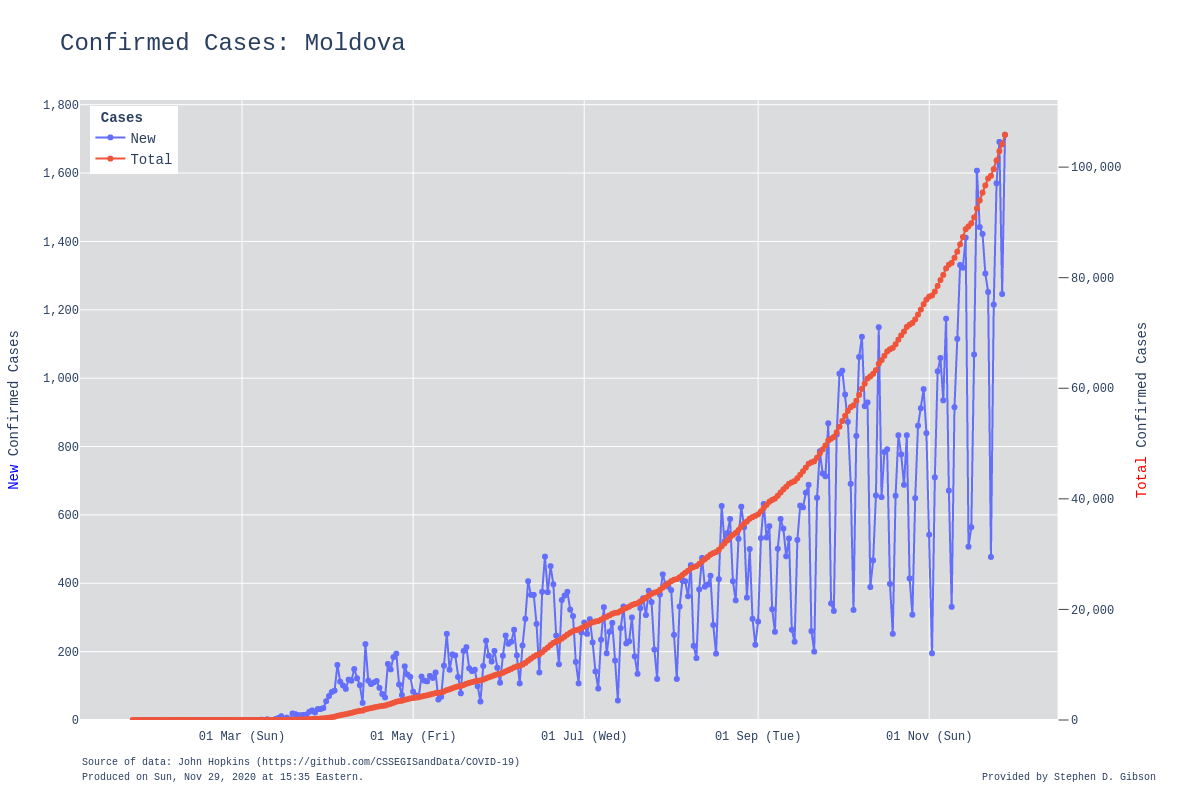 Confirmed Cases: Moldova
Cases
New
Total
1,800
1,600
1,400
1,200
1,000
800
600
400
200
0
100,000
80,000
60,000
40,000
20,000
0
New Confirmed Cases
Total Confirmed Cases
01 Mar (Sun)
01 May (Fri)
01 Jul (Wed)
01 Sep (Tue)
01 Nov (Sun)
Source of data: John Hopkins (https://github.com/CSSEGISandData/COVID-19)
Produced on Sun, Nov 29, 2020 at 15:35 Eastern.
Provided by Stephen D. Gibson